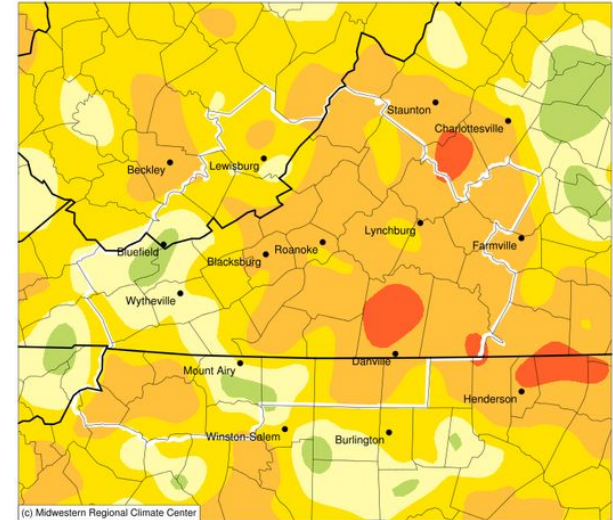 Staunton
Charlottesville
Beckley
Lewisburg
Lynchburg
Bluefield
Roanoke
Farmville
Blacksburg
Wytheville
Danville
Mount Airy
Henderson
Winston-Salem
Burlington
(c) Midwestern Regional Climate Center